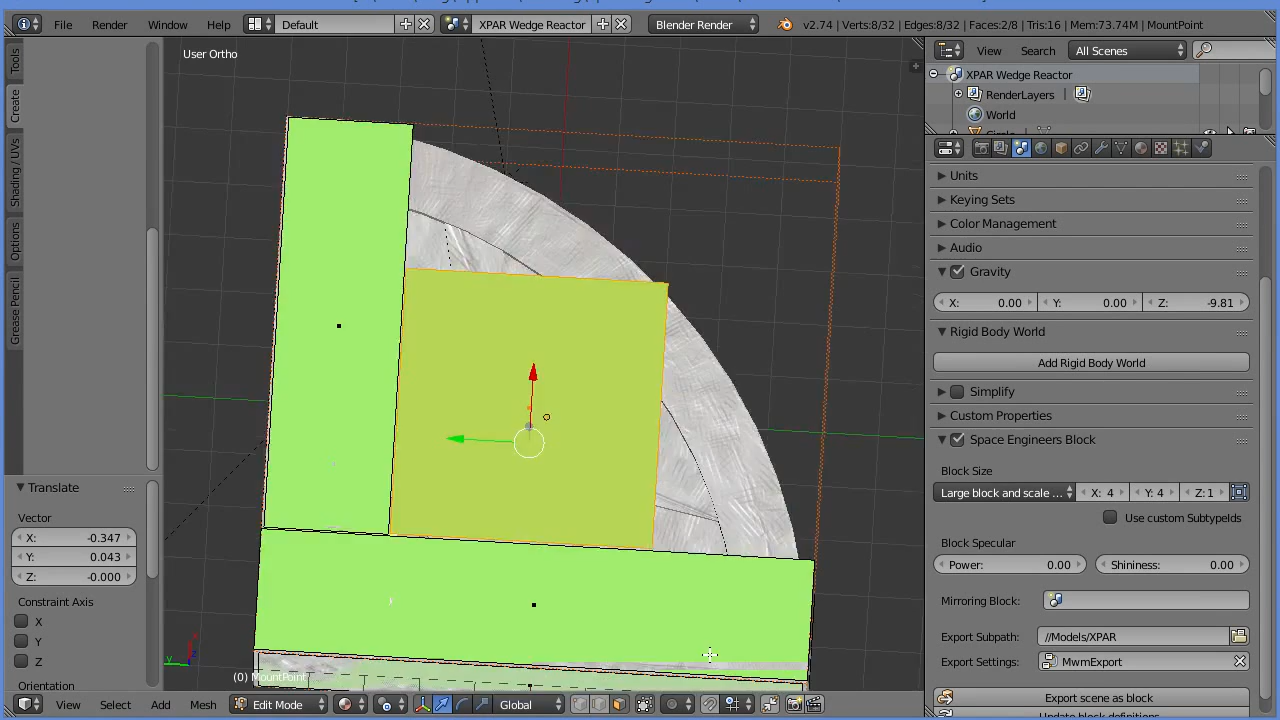 File Render Window Help Default XPAR Wedge Reactor Blender Render v2.74 | Verts:8/32 | Edges:8/32 | Faces:2/8 | Tris:16 | Mem:73.74M | MountPoint
User Ortho
View Search All Scenes
XPAR Wedge Reactor
RenderLayers |
World
Tools
Create
Shading / UVs
Options
Grease Pencil
Units
Keying Sets
Color Management
Audio
Gravity
X: 0.00 Y: 0.00 Z: -9.81
Rigid Body World
Add Rigid Body World
Simplify
Custom Properties
Space Engineers Block
Block Size
Large block and scale ... X: 4 Y: 4 Z: 1
Use custom SubtypeIds
Block Specular
Power: 0.00 Shininess: 0.00
Mirroring Block:
Export Subpath: //Models/XPAR
Export Settings: MwmExport
Export scene as block
Update block definitions
Translate
Vector
X: -0.347
Y: 0.043
Z: -0.000
Constraint Axis
X
Y
Z
Orientation
(0) MountPoint
View Select Add Mesh Edit Mode Global